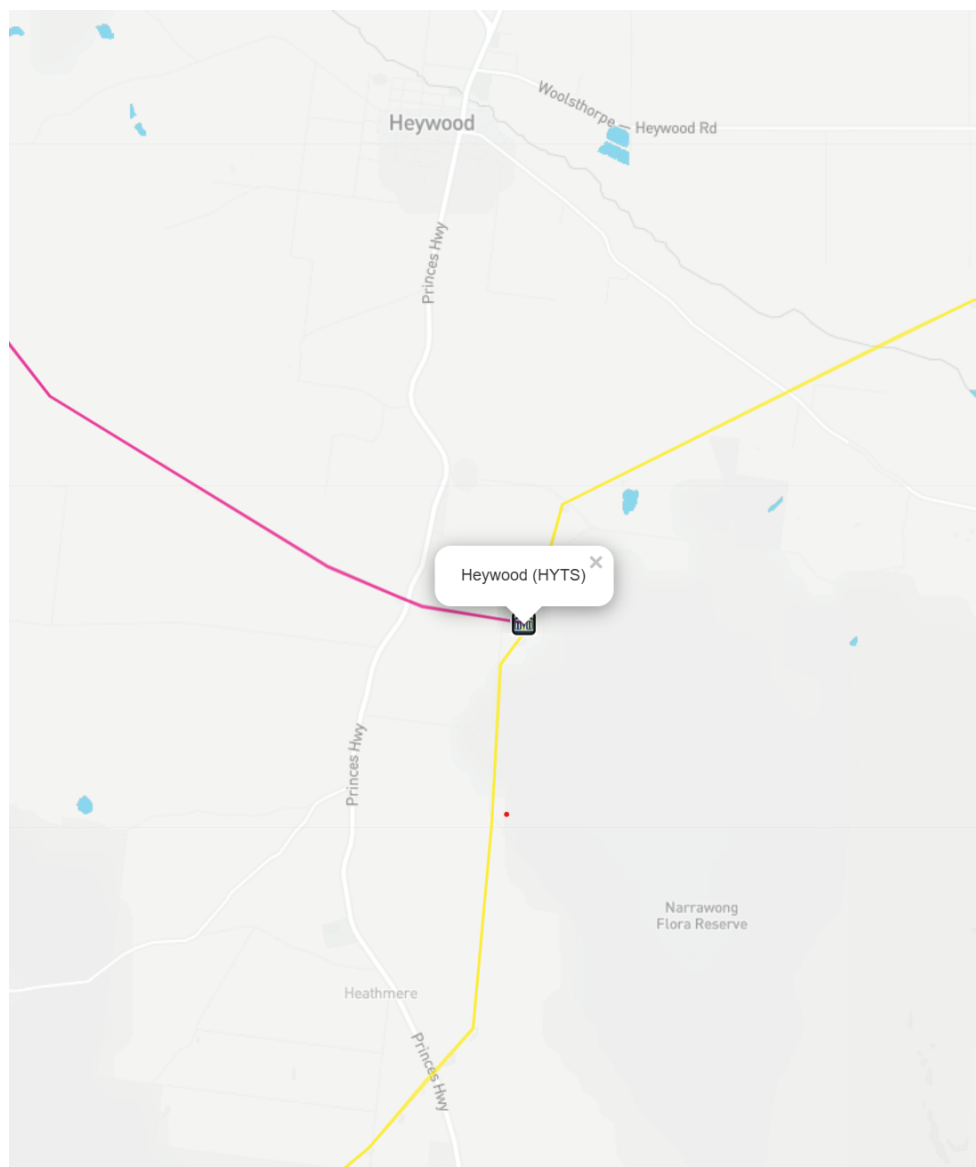 Woolsthorpe — Heywood Rd
Heywood
Princes Hwy
Heywood (HYTS)
×
Princes Hwy
Narrawong
Flora Reserve
Heathmere
Princes Hwy